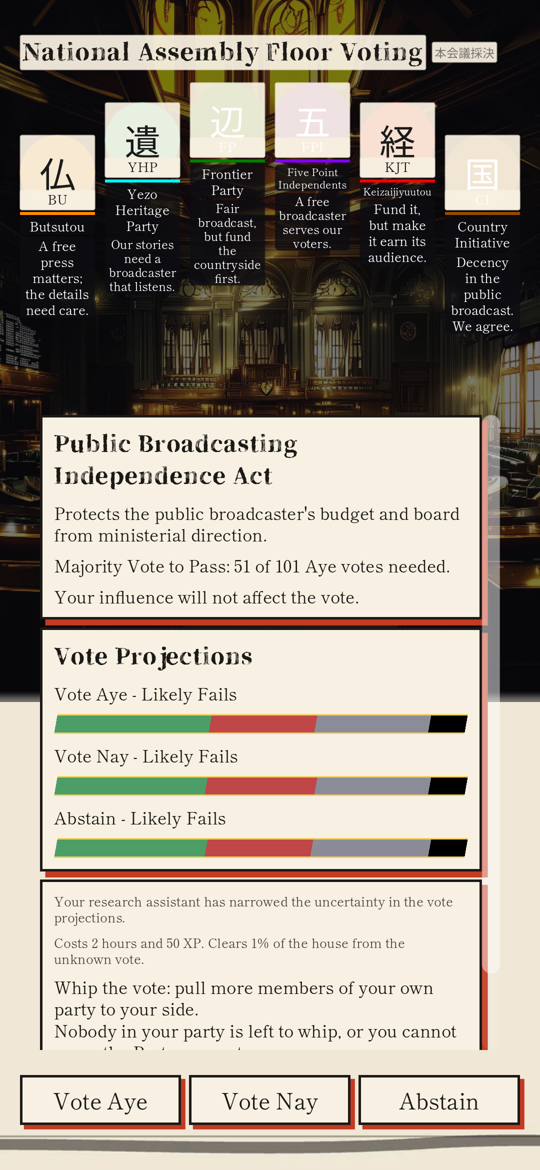 National Assembly Floor Voting
本会議採決
仏
BU
Butsutou
A free
press
matters;
the details
need care.
遺
YHP
Yezo
Heritage
Party
Our stories
need a
broadcaster
that listens.
辺
FP
Frontier
Party
Fair
broadcast,
but fund
the
countryside
first.
五
FPI
Five Point
Independents
A free
broadcaster
serves our
voters.
経
KJT
Keizaijiyuutou
Fund it,
but make
it earn its
audience.
国
CI
Country
Initiative
Decency
in the
public
broadcast.
We agree.
Public Broadcasting
Independence Act
Protects the public broadcaster's budget and board
from ministerial direction.
Majority Vote to Pass: 51 of 101 Aye votes needed.
Your influence will not affect the vote.
Vote Projections
Vote Aye - Likely Fails
Vote Nay - Likely Fails
Abstain - Likely Fails
Your research assistant has narrowed the uncertainty in the vote
projections.
Costs 2 hours and 50 XP. Clears 1% of the house from the
unknown vote.
Whip the vote: pull more members of your own
party to your side.
Nobody in your party is left to whip, or you cannot
Vote Aye
Vote Nay
Abstain